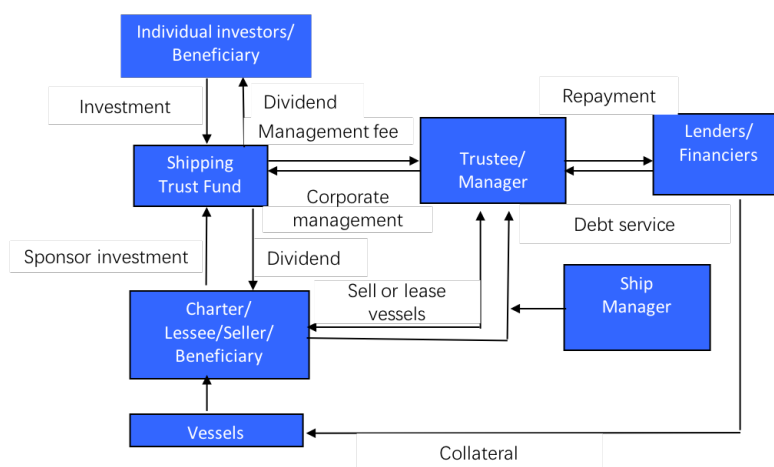 Individual investors/
Beneficiary
Investment
Dividend
Management fee
Repayment
Shipping
Trust Fund
Trustee/
Manager
Lenders/
Financiers
Corporate
management
Debt service
Sponsor investment
Dividend
Sell or lease
vessels
Ship
Manager
Charter/
Lessee/Seller/
Beneficiary
Vessels
Collateral